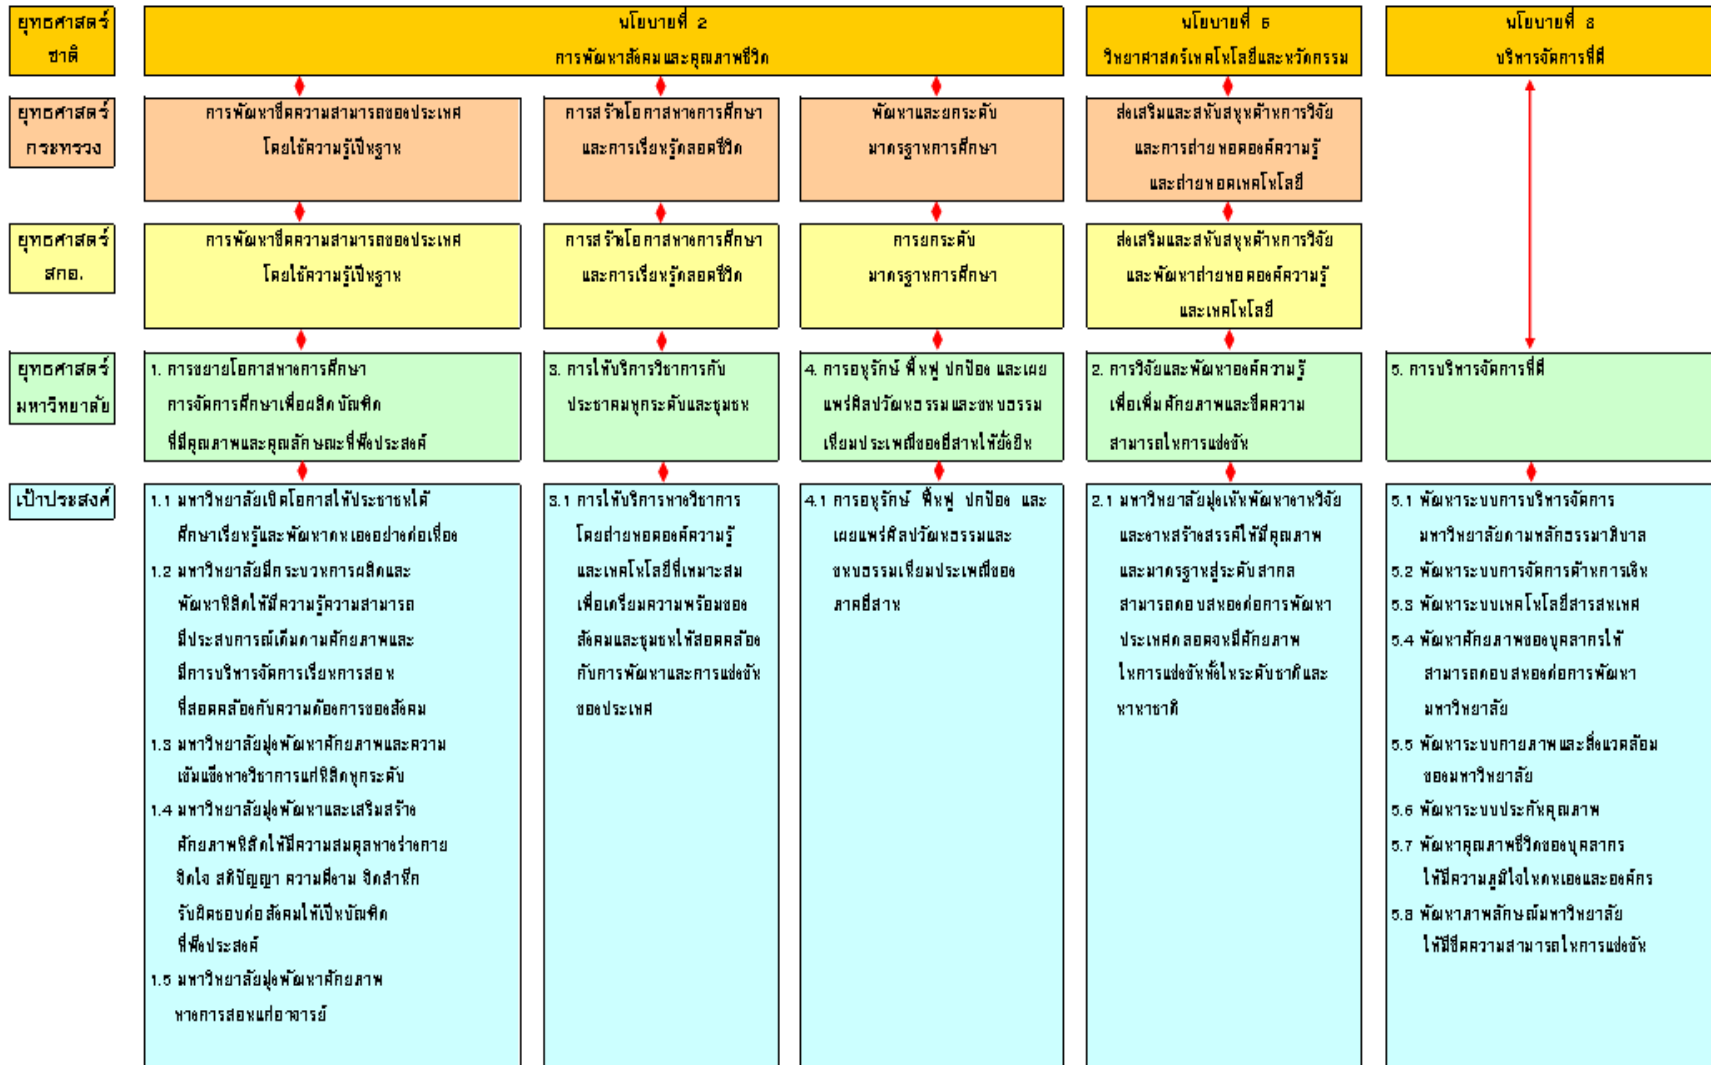 ยุทธศาสตร์
ชาติ
นโยบายที่ 2
การพัฒนาสังคมและคุณภาพชีวิต
นโยบายที่ 6
วิทยาศาสตร์เทคโนโลยีและนวัตกรรม
นโยบายที่ 8
บริหารจัดการที่ดี
ยุทธศาสตร์
กระทรวง
การพัฒนาขีดความสามารถของประเทศ
โดยใช้ความรู้เป็นฐาน
การสร้างโอกาสทางการศึกษา
และการเรียนรู้ตลอดชีวิต
พัฒนาและยกระดับ
มาตรฐานการศึกษา
ส่งเสริมและสนับสนุนด้านการวิจัย
และการถ่ายทอดองค์ความรู้
และถ่ายทอดเทคโนโลยี
ยุทธศาสตร์
สกอ.
การพัฒนาขีดความสามารถของประเทศ
โดยใช้ความรู้เป็นฐาน
การสร้างโอกาสทางการศึกษา
และการเรียนรู้ตลอดชีวิต
การยกระดับ
มาตรฐานการศึกษา
ส่งเสริมและสนับสนุนด้านการวิจัย
และพัฒนาถ่ายทอดองค์ความรู้
และเทคโนโลยี
ยุทธศาสตร์
มหาวิทยาลัย
1. การขยายโอกาสทางการศึกษา
การจัดการศึกษาเพื่อผลิตบัณฑิต
ที่มีคุณภาพและคุณลักษณะที่พึงประสงค์
3. การให้บริการวิชาการกับ
ประชาคมทุกระดับและชุมชน
4. การอนุรักษ์ ฟื้นฟู ปกป้อง และเผย
แพร่ศิลปวัฒนธรรมและขนบธรรม
เนียมประเพณีของอีสานให้ยั่งยืน
2. การวิจัยและพัฒนาองค์ความรู้
เพื่อเพิ่มศักยภาพและขีดความ
สามารถในการแข่งขัน
5. การบริหารจัดการที่ดี
เป้าประสงค์
1.1 มหาวิทยาลัยเปิดโอกาสให้ประชาชนได้
ศึกษาเรียนรู้และพัฒนาตนเองอย่างต่อเนื่อง
1.2 มหาวิทยาลัยมีกระบวนการผลิตและ
พัฒนานิสิตให้มีความรู้ความสามารถ
มีประสบการณ์เต็มตามศักยภาพและ
มีการบริหารจัดการเรียนการสอน
ที่สอดคล้องกับความต้องการของสังคม
1.3 มหาวิทยาลัยมุ่งพัฒนาศักยภาพและความ
เข้มแข็งทางวิชาการแก่นิสิตทุกระดับ
1.4 มหาวิทยาลัยมุ่งพัฒนาและเสริมสร้าง
ศักยภาพนิสิตให้มีความสมดุลทางร่างกาย
จิตใจ สติปัญญา ความดีงาม จิตสำนึก
รับผิดชอบต่อสังคมให้เป็นบัณฑิต
ที่พึงประสงค์
1.5 มหาวิทยาลัยมุ่งพัฒนาศักยภาพ
ทางการสอนแก่อาจารย์
3.1 การให้บริการทางวิชาการ
โดยถ่ายทอดองค์ความรู้
และเทคโนโลยีที่เหมาะสม
เพื่อเตรียมความพร้อมของ
สังคมและชุมชนให้สอดคล้อง
กับการพัฒนาและการแข่งขัน
ของประเทศ
4.1 การอนุรักษ์ ฟื้นฟู ปกป้อง และ
เผยแพร่ศิลปวัฒนธรรมและ
ขนบธรรมเนียมประเพณีของ
ภาคอีสาน
2.1 มหาวิทยาลัยมุ่งเน้นพัฒนางานวิจัย
และงานสร้างสรรค์ให้มีคุณภาพ
และมาตรฐานสู่ระดับสากล
สามารถตอบสนองต่อการพัฒนา
ประเทศตลอดจนมีศักยภาพ
ในการแข่งขันทั้งในระดับชาติและ
นานาชาติ
5.1 พัฒนาระบบการบริหารจัดการ
มหาวิทยาลัยตามหลักธรรมาภิบาล
5.2 พัฒนาระบบการจัดการด้านการเงิน
5.3 พัฒนาระบบเทคโนโลยีสารสนเทศ
5.4 พัฒนาศักยภาพของบุคลากรให้
สามารถตอบสนองต่อการพัฒนา
มหาวิทยาลัย
5.5 พัฒนาระบบกายภาพและสิ่งแวดล้อม
ของมหาวิทยาลัย
5.6 พัฒนาระบบประกันคุณภาพ
5.7 พัฒนาคุณภาพชีวิตของบุคลากร
ให้มีความภูมิใจในตนเองและองค์กร
5.8 พัฒนาภาพลักษณ์มหาวิทยาลัย
ให้มีขีดความสามารถในการแข่งขัน